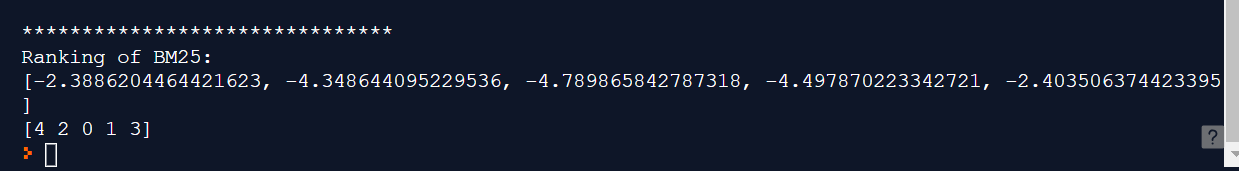 *******************************
Ranking of BM25:
[-2.3886204464421623, -4.348644095229536, -4.789865842787318, -4.497870223342721, -2.403506374423395
]
[4 2 0 1 3]
?